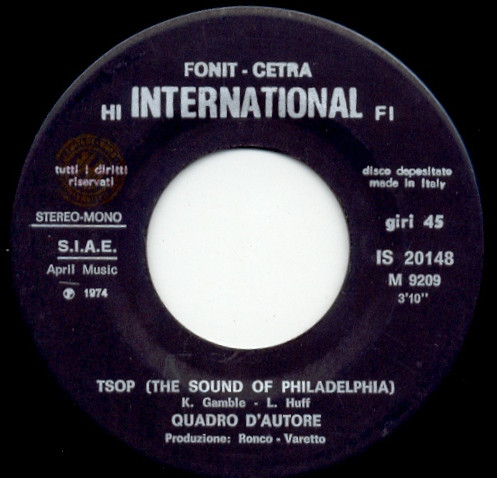 FONIT - CETRA
HI INTERNATIONAL FI
tutti i diritti
riservati
disco depositato
made in Italy
STEREO-MONO
giri 45
S.I.A.E.
IS 20148
April Music
M 9209
℗ 1974
3'10"
TSOP (THE SOUND OF PHILADELPHIA)
K. Gamble - L. Huff
QUADRO D'AUTORE
Produzione: Ronco - Varetto